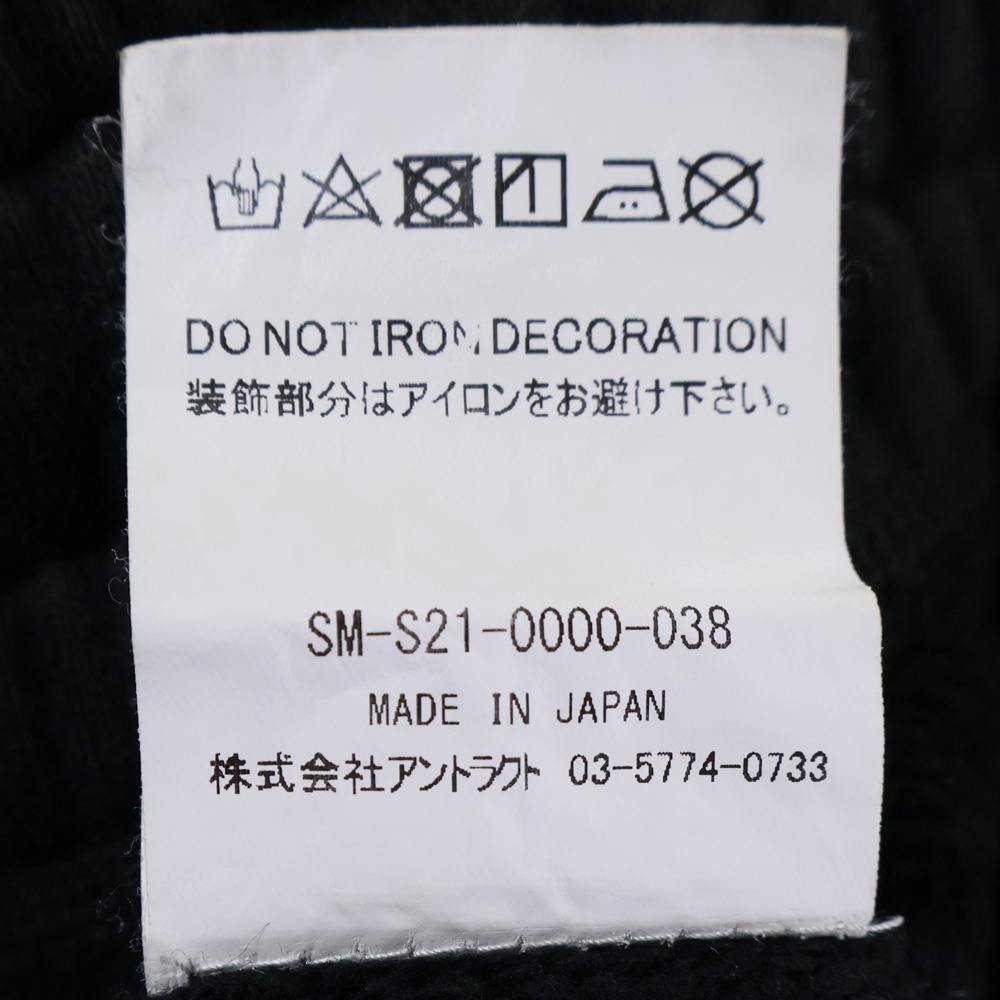 DO NOT IRON DECORATION
装飾部分はアイロンをお避け下さい。
SM-S21-0000-038
MADE IN JAPAN
株式会社アントラクト 03-5774-0733